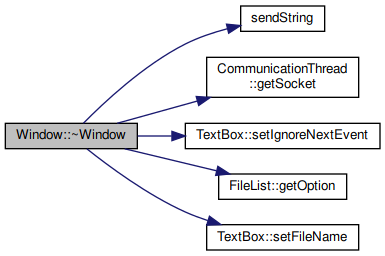 sendString
CommunicationThread
::getSocket
Window::~Window
TextBox::setIgnoreNextEvent
FileList::getOption
TextBox::setFileName